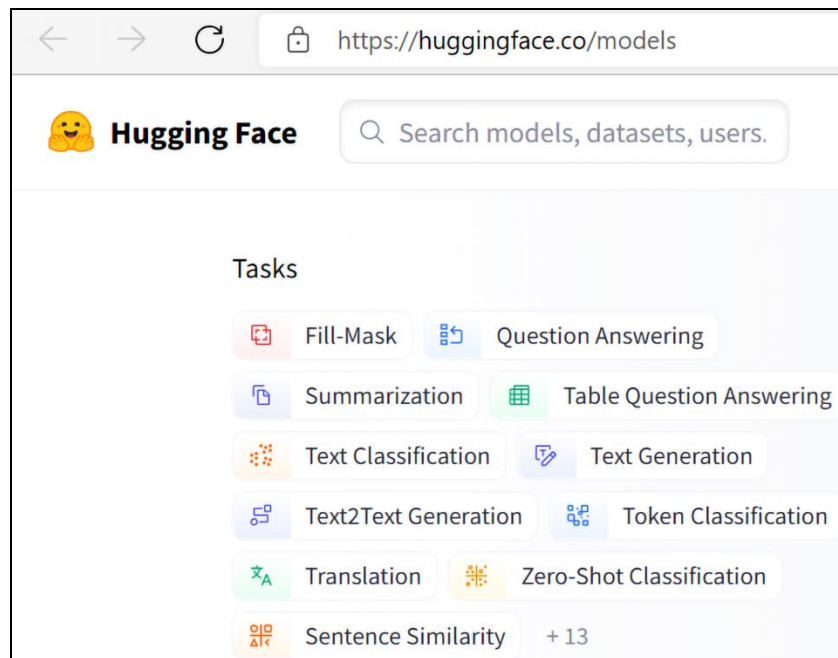 https://huggingface.co/models
Hugging Face
Search models, datasets, users.
Tasks
Fill-Mask Question Answering
Summarization Table Question Answering
Text Classification Text Generation
Text2Text Generation Token Classification
Translation Zero-Shot Classification
Sentence Similarity + 13